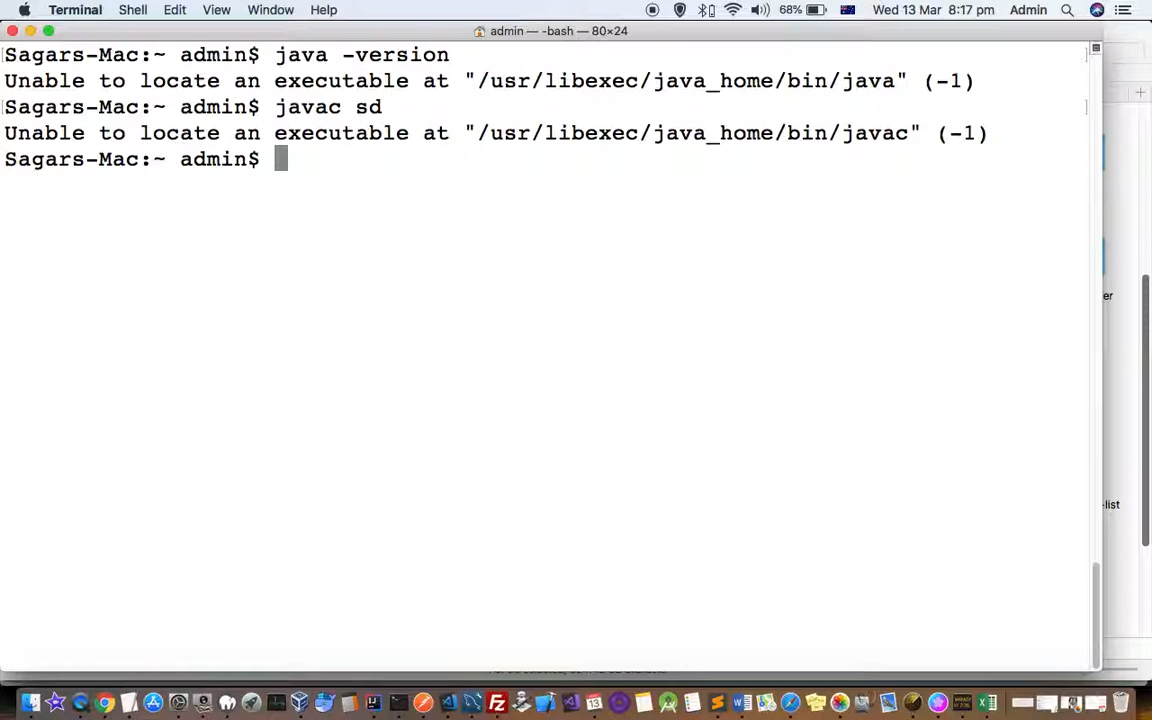 Terminal Shell Edit View Window Help 68% Wed 13 Mar 8:17 pm Admin
admin — -bash — 80×24
Sagars-Mac:~ admin$ java -version
Unable to locate an executable at "/usr/libexec/java_home/bin/java" (-1)
Sagars-Mac:~ admin$ javac sd
Unable to locate an executable at "/usr/libexec/java_home/bin/javac" (-1)
Sagars-Mac:~ admin$
er
-list